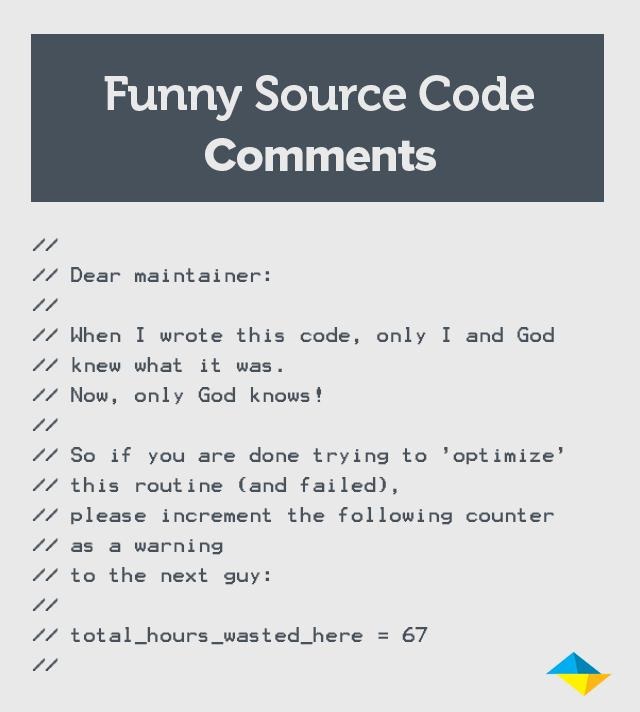 Funny Source Code
Comments
//
// Dear maintainer:
//
// When I wrote this code, only I and God
// knew what it was.
// Now, only God knows!
//
// So if you are done trying to 'optimize'
// this routine (and failed),
// please increment the following counter
// as a warning
// to the next guy:
//
// total_hours_wasted_here = 67
//